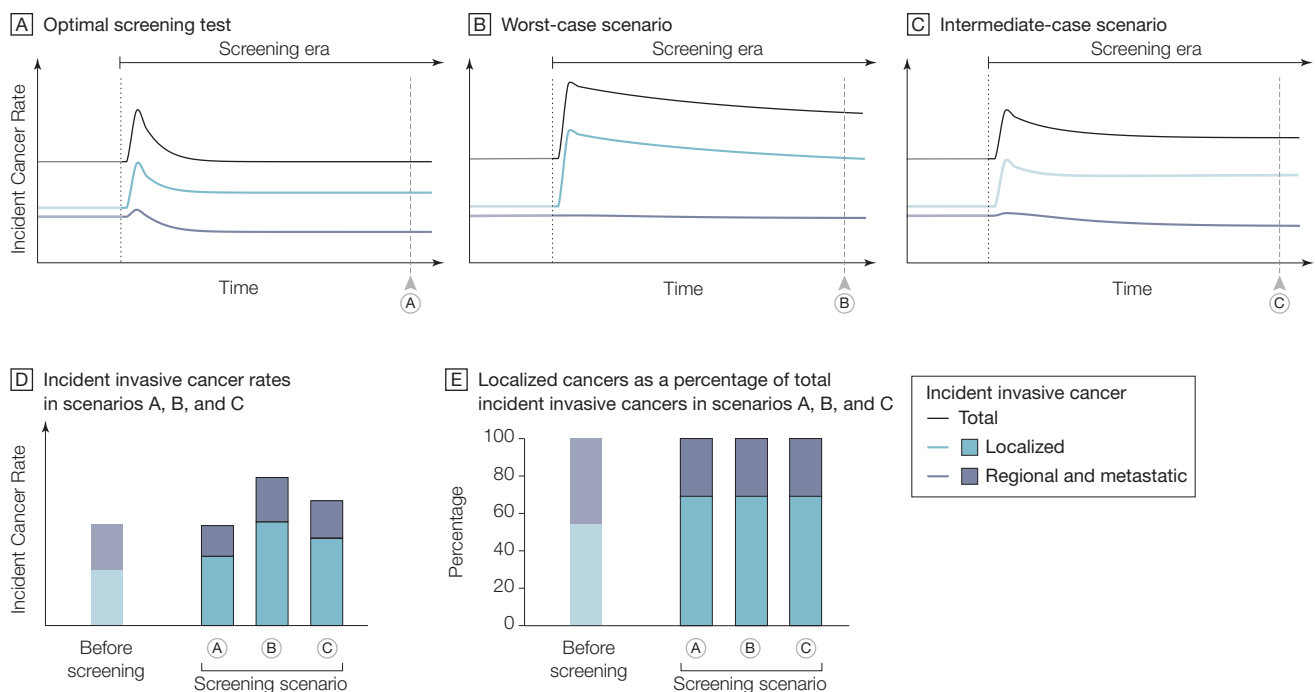 A Optimal screening test
Screening era
Incident Cancer Rate
Time
A
B Worst-case scenario
Screening era
Time
B
C Intermediate-case scenario
Screening era
Time
C
D Incident invasive cancer rates
in scenarios A, B, and C
Incident Cancer Rate
Before
screening
A B C
Screening scenario
E Localized cancers as a percentage of total
incident invasive cancers in scenarios A, B, and C
Percentage
100
80
60
40
20
0
Before
screening
A B C
Screening scenario
Incident invasive cancer
Total
Localized
Regional and metastatic